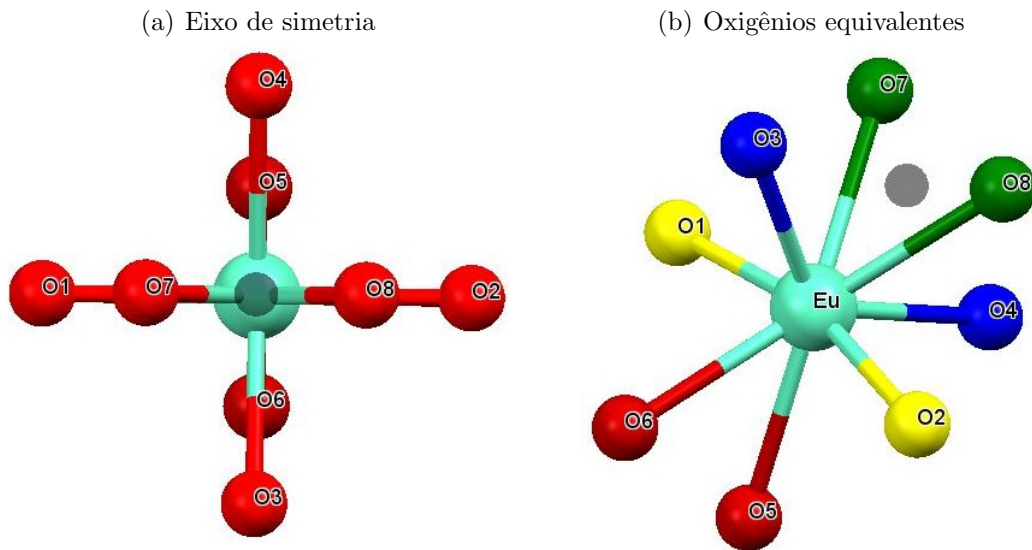 (a) Eixo de simetria
O4
O5
O1
O7
O8
O2
O6
O3
(b) Oxigênios equivalentes
O7
O3
O8
O1
Eu
O4
O6
O2
O5